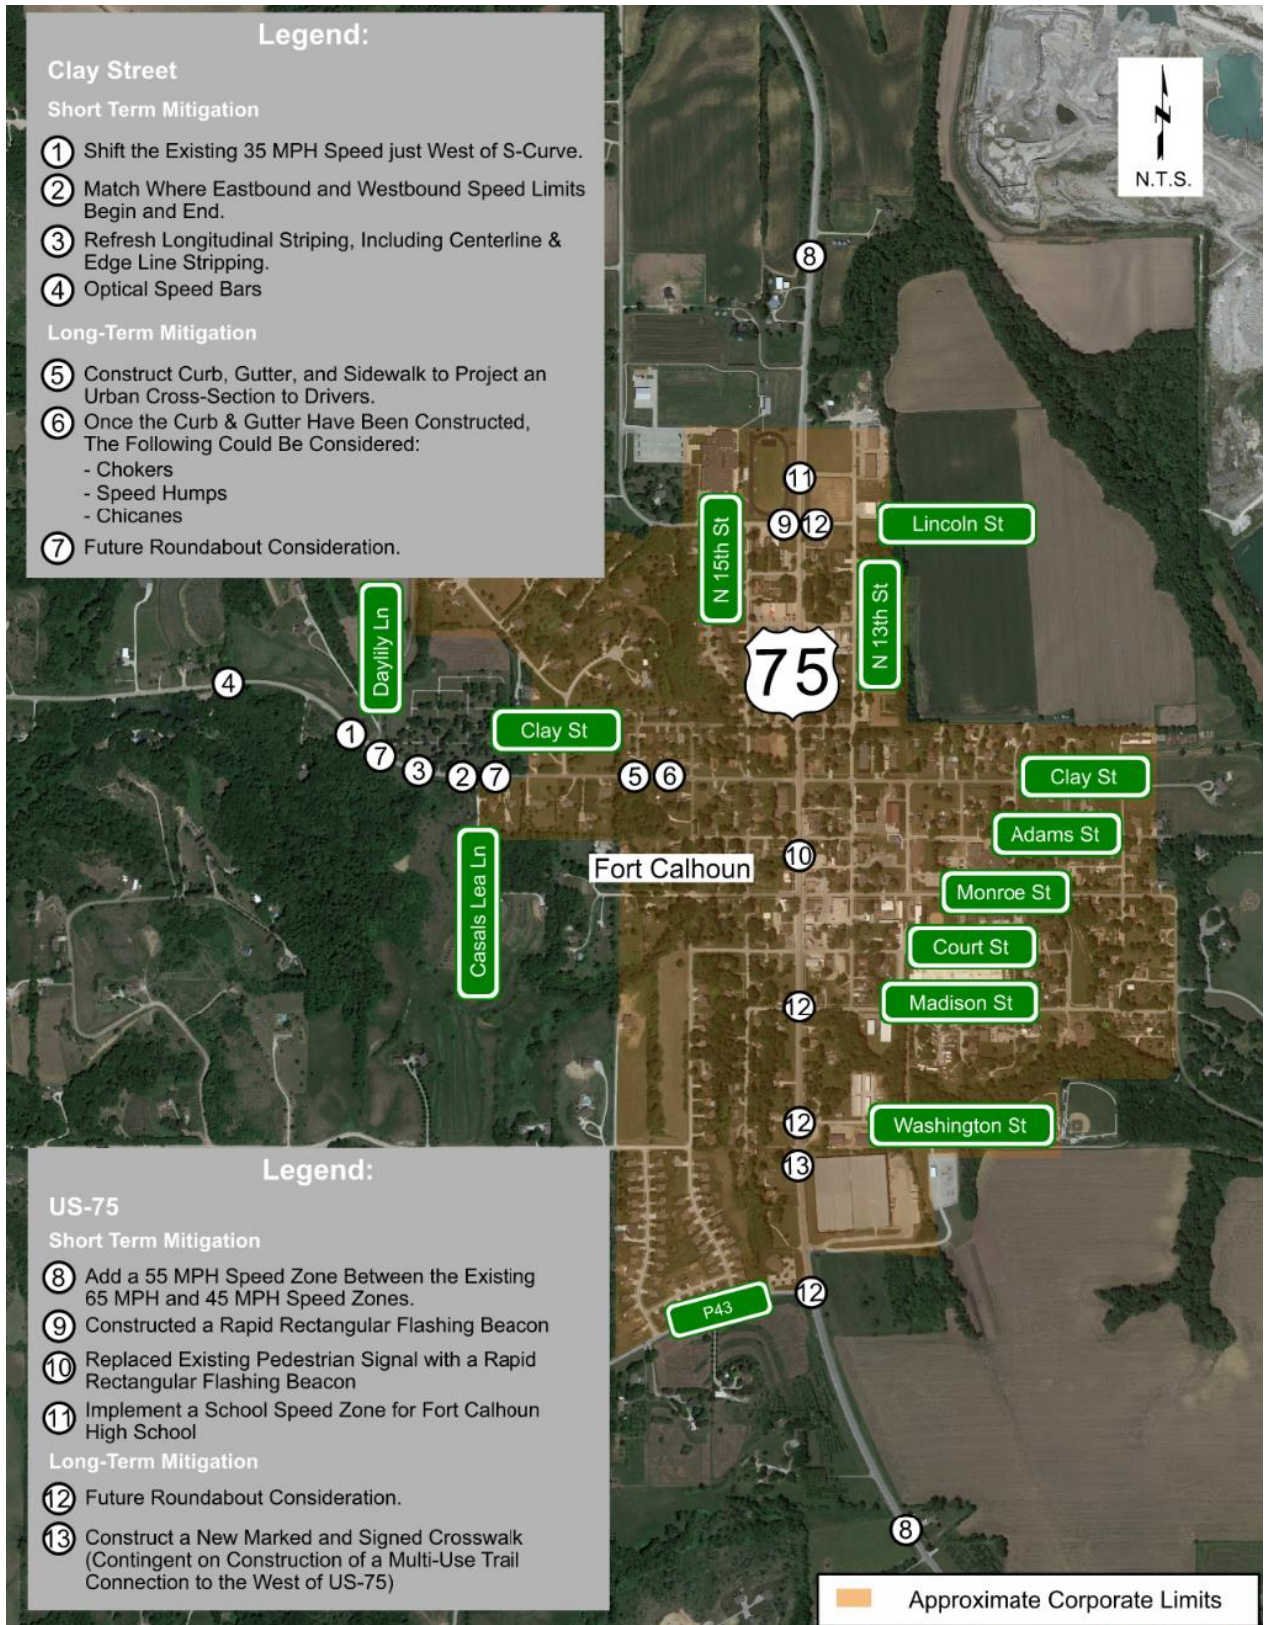 Legend:
Clay Street
Short Term Mitigation
1 Shift the Existing 35 MPH Speed just West of S-Curve.
2 Match Where Eastbound and Westbound Speed Limits
Begin and End.
3 Refresh Longitudinal Striping, Including Centerline &
Edge Line Stripping.
4 Optical Speed Bars
Long-Term Mitigation
5 Construct Curb, Gutter, and Sidewalk to Project an
Urban Cross-Section to Drivers.
6 Once the Curb & Gutter Have Been Constructed,
The Following Could Be Considered:
- Chokers
- Speed Humps
- Chicanes
7 Future Roundabout Consideration.
N
N.T.S.
8
11
9 12
Lincoln St
N 15th St
N 13th St
Daylily Ln
75
4
1
7
3
2
7
Clay St
5 6
Clay St
Adams St
10
Fort Calhoun
Casals Lea Ln
Monroe St
Court St
Madison St
12
12
Washington St
13
12
P43
8
Legend:
US-75
Short Term Mitigation
8 Add a 55 MPH Speed Zone Between the Existing
65 MPH and 45 MPH Speed Zones.
9 Constructed a Rapid Rectangular Flashing Beacon
10 Replaced Existing Pedestrian Signal with a Rapid
Rectangular Flashing Beacon
11 Implement a School Speed Zone for Fort Calhoun
High School
Long-Term Mitigation
12 Future Roundabout Consideration.
13 Construct a New Marked and Signed Crosswalk
(Contingent on Construction of a Multi-Use Trail
Connection to the West of US-75)
Approximate Corporate Limits